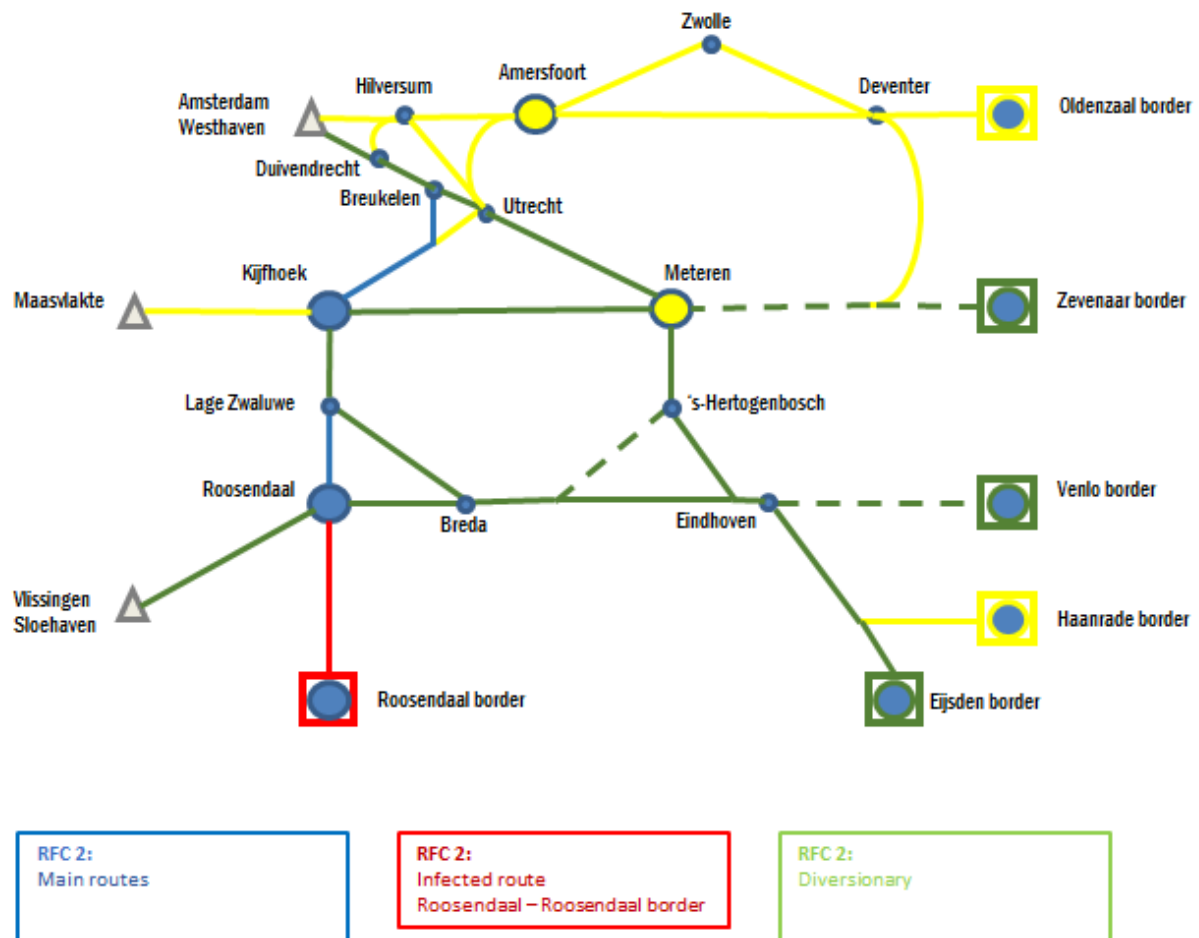 Zwolle
Amersfoort
Hilversum
Deventer
Amsterdam
Westhaven
Oldenzaal border
Duivendrecht
Breukelen
Utrecht
Kijfhoek
Meteren
Maasvlakte
Zevenaar border
Lage Zwaluwe
's-Hertogenbosch
Roosendaal
Venlo border
Breda
Eindhoven
Vlissingen
Sloehaven
Haanrade border
Roosendaal border
Eijsden border
RFC 2:
Main routes
RFC 2:
Infected route
Roosendaal – Roosendaal border
RFC 2:
Diversionary